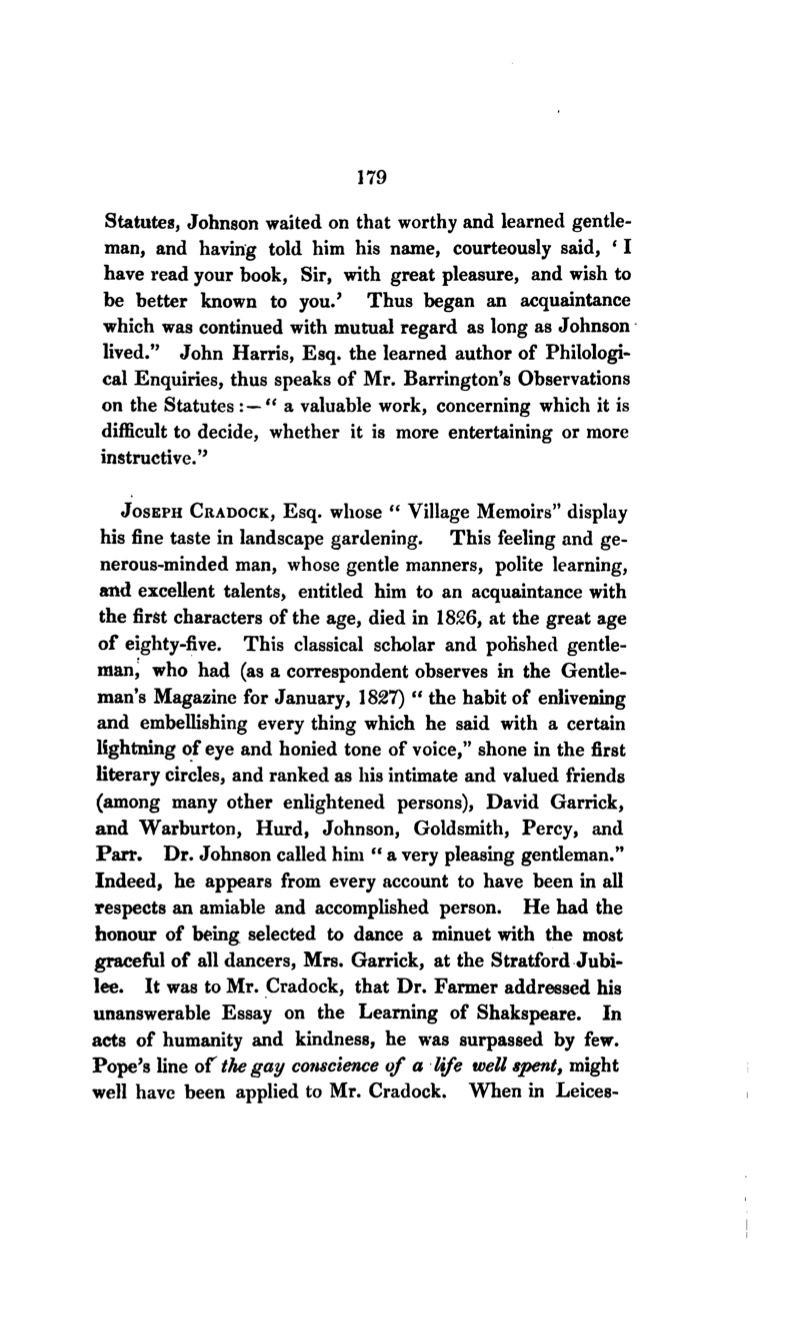 179
Statutes, Johnson waited on that worthy and learned gentle-
man, and having told him his name, courteously said, ‘ I
have read your book, Sir, with great pleasure, and wish to
be better known to you.’ Thus began an acquaintance
which was continued with mutual regard as long as Johnson
lived.” John Harris, Esq. the learned author of Philologi-
cal Enquiries, thus speaks of Mr. Barrington’s Observations
on the Statutes :—“ a valuable work, concerning which it is
difficult to decide, whether it is more entertaining or more
instructive.”
JOSEPH CRADOCK, Esq. whose “ Village Memoirs” display
his fine taste in landscape gardening. This feeling and ge-
nerous-minded man, whose gentle manners, polite learning,
and excellent talents, entitled him to an acquaintance with
the first characters of the age, died in 1826, at the great age
of eighty-five. This classical scholar and polished gentle-
man, who had (as a correspondent observes in the Gentle-
man’s Magazine for January, 1827) “ the habit of enlivening
and embellishing every thing which he said with a certain
lightning of eye and honied tone of voice,” shone in the first
literary circles, and ranked as his intimate and valued friends
(among many other enlightened persons), David Garrick,
and Warburton, Hurd, Johnson, Goldsmith, Percy, and
Parr. Dr. Johnson called him “ a very pleasing gentleman.”
Indeed, he appears from every account to have been in all
respects an amiable and accomplished person. He had the
honour of being selected to dance a minuet with the most
graceful of all dancers, Mrs. Garrick, at the Stratford Jubi-
lee. It was to Mr. Cradock, that Dr. Farmer addressed his
unanswerable Essay on the Learning of Shakspeare. In
acts of humanity and kindness, he was surpassed by few.
Pope’s line of the gay conscience of a life well spent, might
well have been applied to Mr. Cradock. When in Leices-